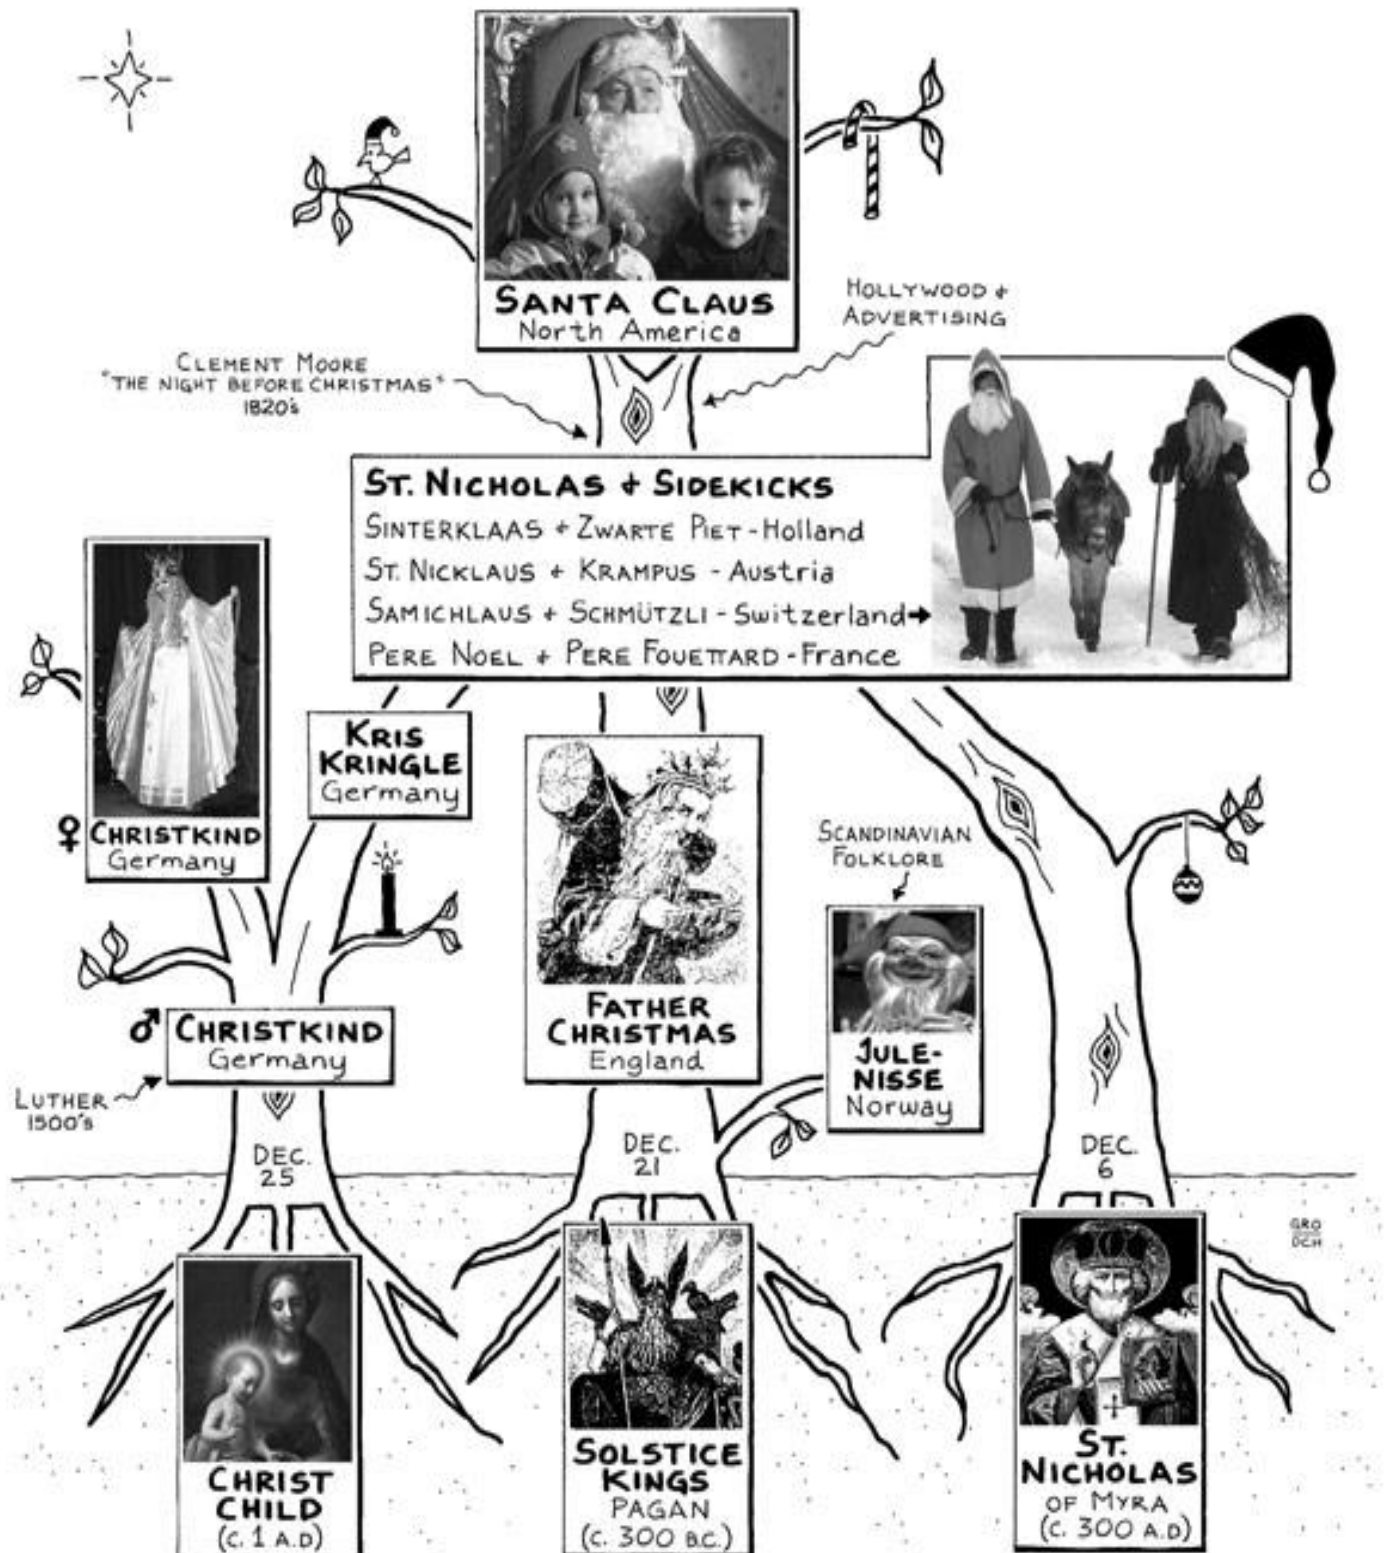 SANTA CLAUS
North America
HOLLYWOOD &
ADVERTISING
CLEMENT MOORE
"THE NIGHT BEFORE CHRISTMAS"
1820's
ST. NICHOLAS & SIDEKICKS
SINTERKLAAS & ZWARTE PIET - Holland
ST. NICKLAUS & KRAMPUS - Austria
SAMICHLAUS & SCHMÜTZLI - Switzerland →
PERE NOEL & PERE FOUETTARD - France
♀ CHRISTKIND
Germany
KRIS
KRINGLE
Germany
FATHER
CHRISTMAS
England
SCANDINAVIAN
FOLKLORE
JULE-
NISSE
Norway
♂ CHRISTKIND
Germany
LUTHER
1500's
DEC.
25
DEC.
21
DEC.
6
CHRIST
CHILD
(C. 1 A.D)
SOLSTICE
KINGS
PAGAN
(C. 300 B.C.)
ST.
NICHOLAS
OF MYRA
(C. 300 A.D)
GRO
DCH